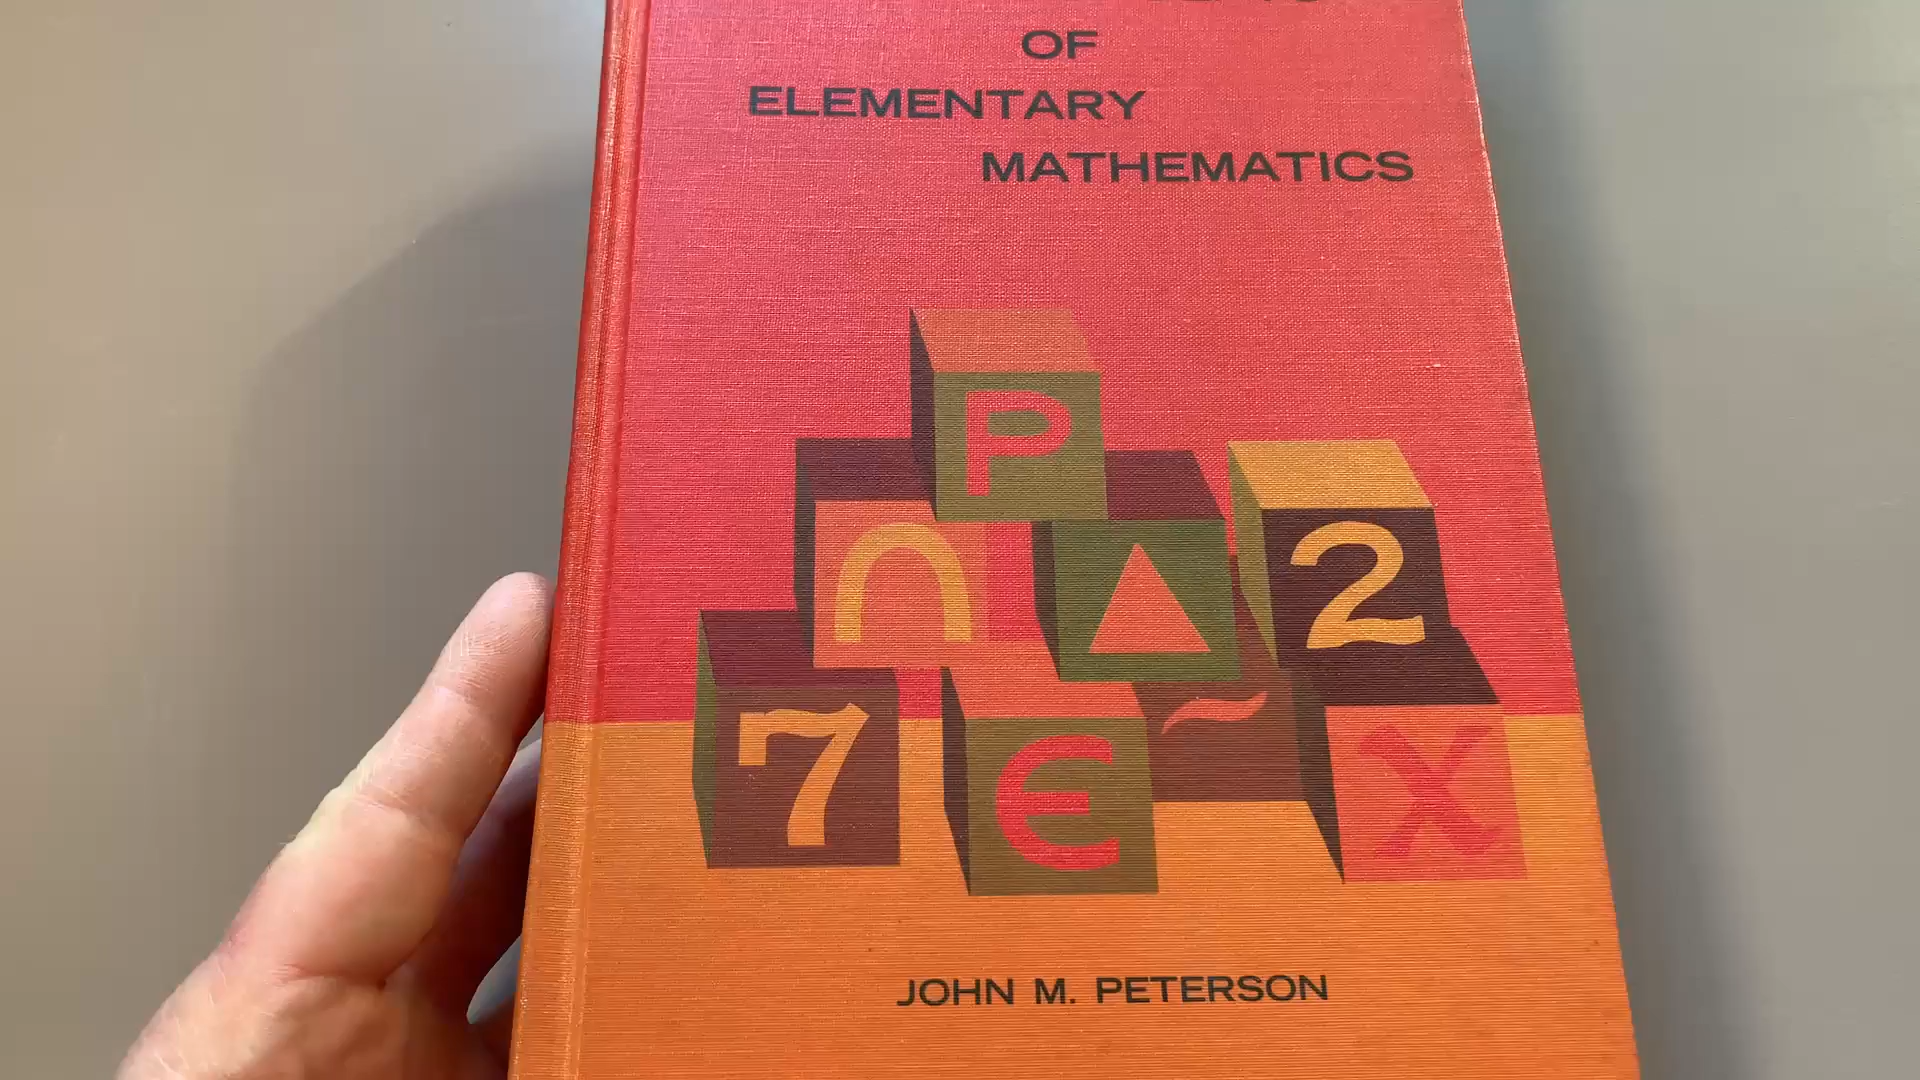 OF
ELEMENTARY
MATHEMATICS
P
∩ 2
7 ∈ ~ X
JOHN M. PETERSON